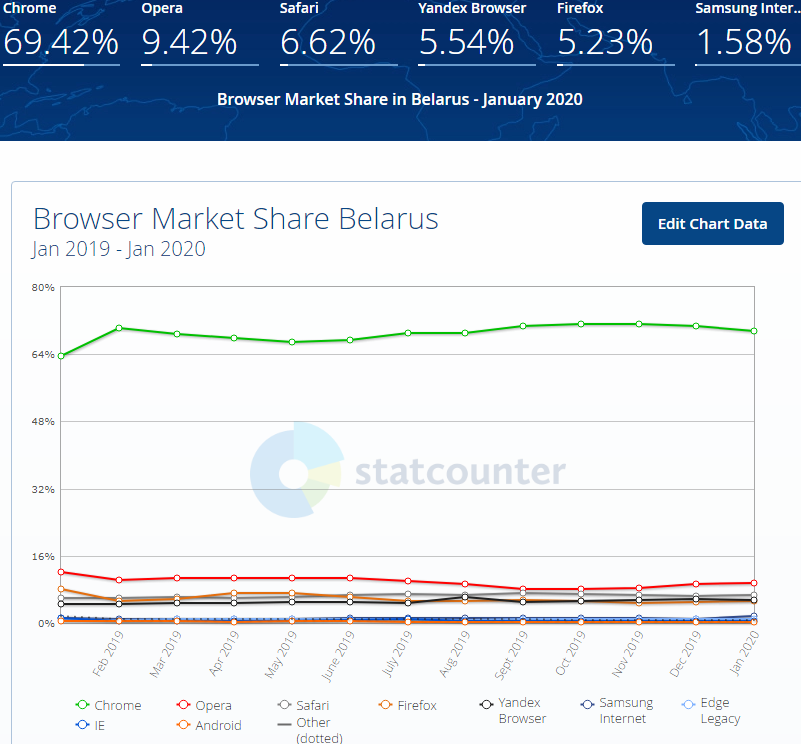 Chrome Opera Safari Yandex Browser Firefox Samsung Inter...
69.42% 9.42% 6.62% 5.54% 5.23% 1.58%
Browser Market Share in Belarus - January 2020
Browser Market Share Belarus
Jan 2019 - Jan 2020
Edit Chart Data
80%
64%
48%
statcounter
32%
16%
0%
Feb 2019 Mar 2019 Apr 2019 May 2019 June 2019 July 2019 Aug 2019 Sept 2019 Oct 2019 Nov 2019 Dec 2019 Jan 2020
Chrome Opera Safari Firefox Yandex Browser Samsung Internet Edge Legacy
IE Android Other (dotted)